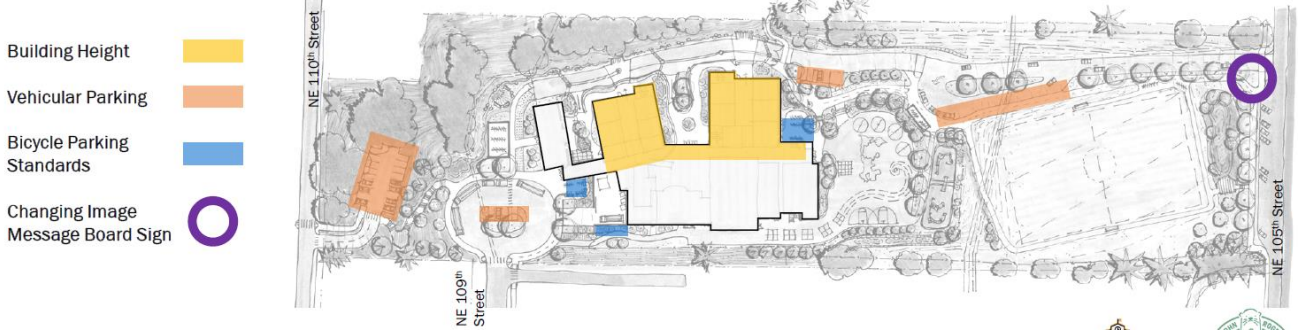 Building Height
Vehicular Parking
Bicycle Parking
Standards
Changing Image
Message Board Sign
NE 110th Street
NE 109th
Street
NE 105th Street